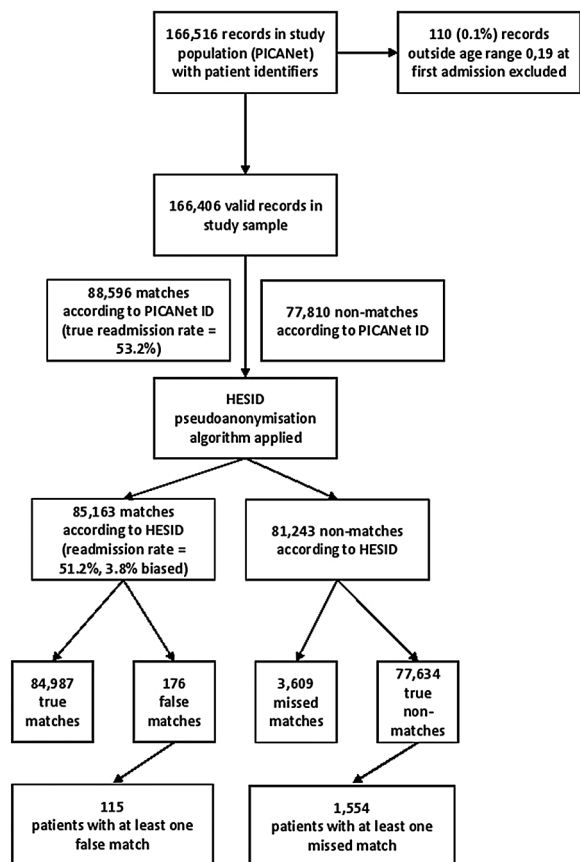 166,516 records in study
population (PICANet)
with patient identifiers
110 (0.1%) records
outside age range 0,19 at
first admission excluded
166,406 valid records in
study sample
88,596 matches
according to PICANet ID
(true readmission rate =
53.2%)
77,810 non-matches
according to PICANet ID
HESID
pseudoanonymisation
algorithm applied
85,163 matches
according to HESID
(readmission rate =
51.2%, 3.8% biased)
81,243 non-matches
according to HESID
84,987
true
matches
176
false
matches
3,609
missed
matches
77,634
true
non-
matches
115
patients with at least one
false match
1,554
patients with at least one
missed match